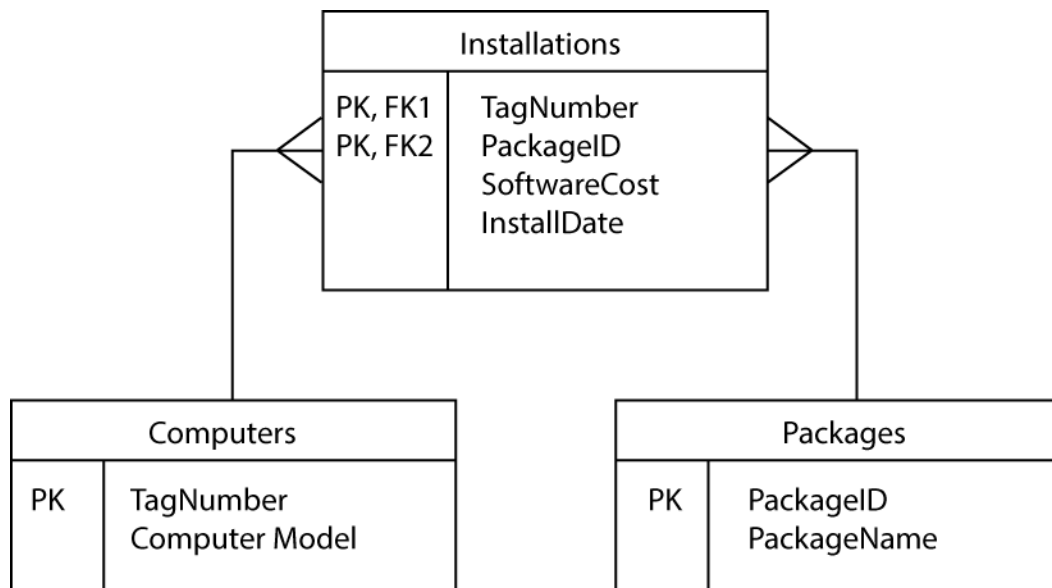 Installations
PK, FK1 TagNumber
PK, FK2 PackageID
SoftwareCost
InstallDate
Computers
PK TagNumber
Computer Model
Packages
PK PackageID
PackageName